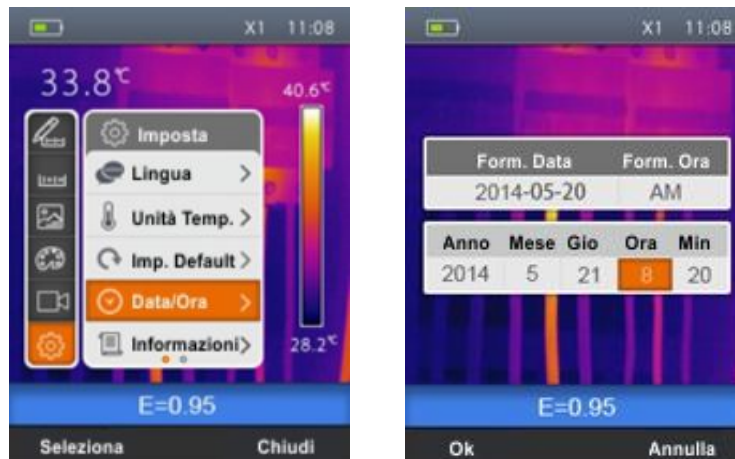 X1 11:08
33.8℃
40.6℃
Imposta
Lingua >
Unità Temp. >
Imp. Default >
Data/Ora >
Informazioni>
28.2℃
E=0.95
Seleziona Chiudi
X1 11:08
Form. Data Form. Ora
2014-05-20 AM
Anno Mese Gio Ora Min
2014 5 21 8 20
E=0.95
Ok Annulla